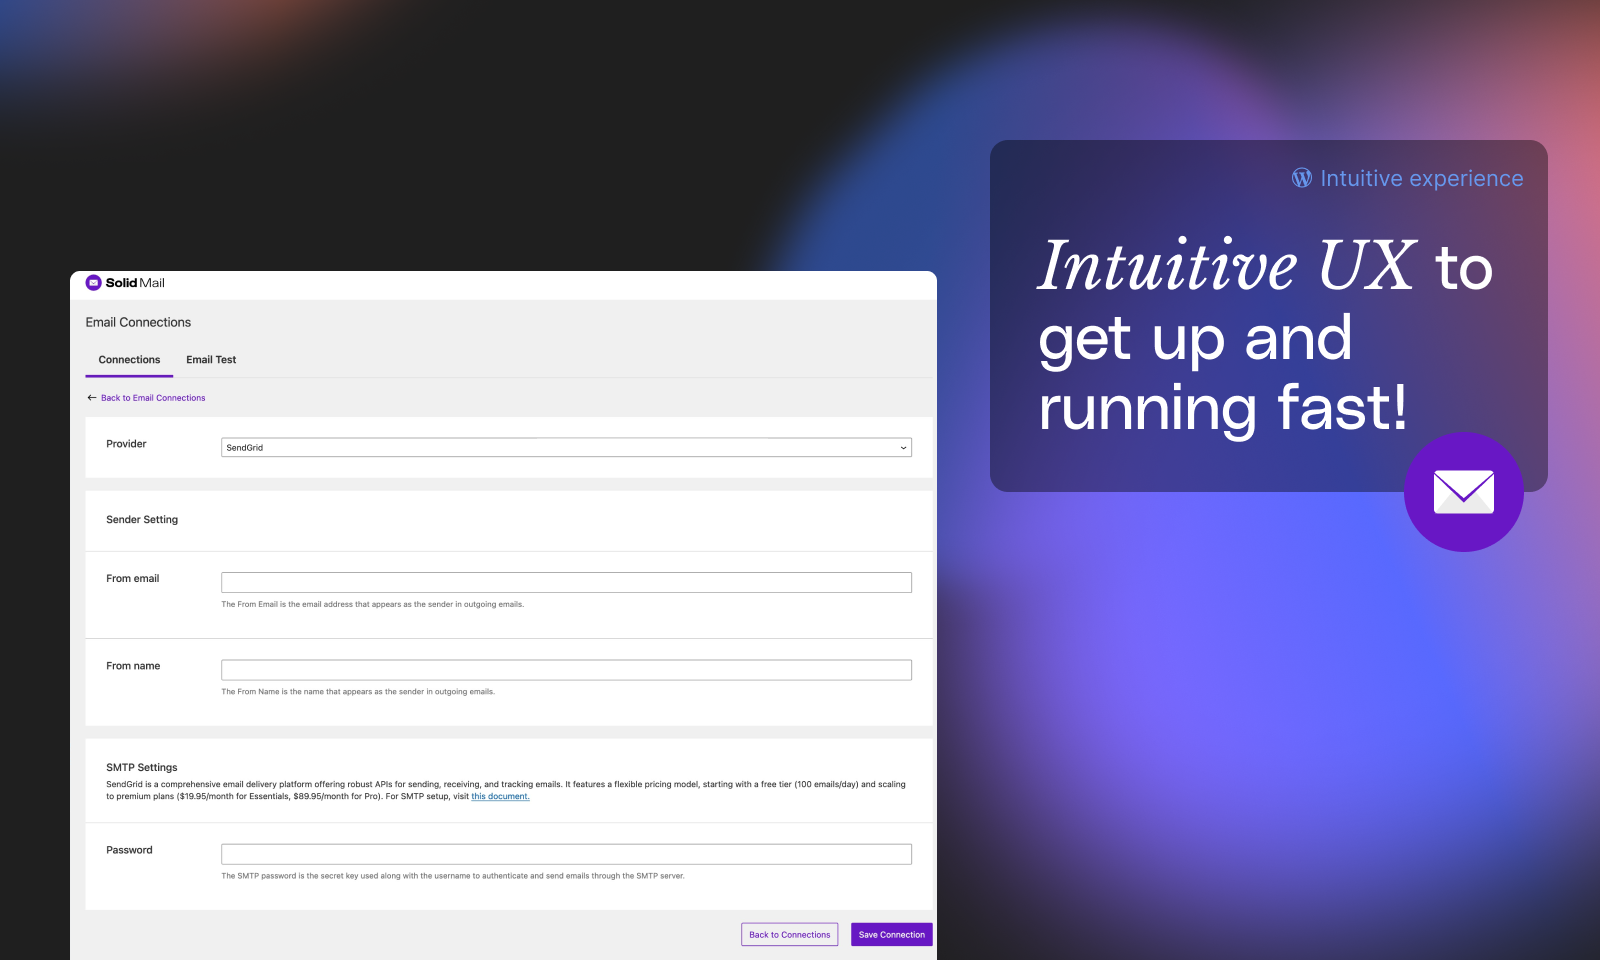 Solid Mail
Email Connections
Connections
Email Test
Back to Email Connections
Provider
SendGrid
Sender Setting
From email
The From Email is the email address that appears as the sender in outgoing emails.
From name
The From Name is the name that appears as the sender in outgoing emails.
SMTP Settings
SendGrid is a comprehensive email delivery platform offering robust APIs for sending, receiving, and tracking emails. It features a flexible pricing model, starting with a free tier (100 emails/day) and scaling
to premium plans ($19.95/month for Essentials, $89.95/month for Pro). For SMTP setup, visit this document.
Password
The SMTP password is the secret key used along with the username to authenticate and send emails through the SMTP server.
Back to Connections
Save Connection
Intuitive experience
Intuitive UX to
get up and
running fast!